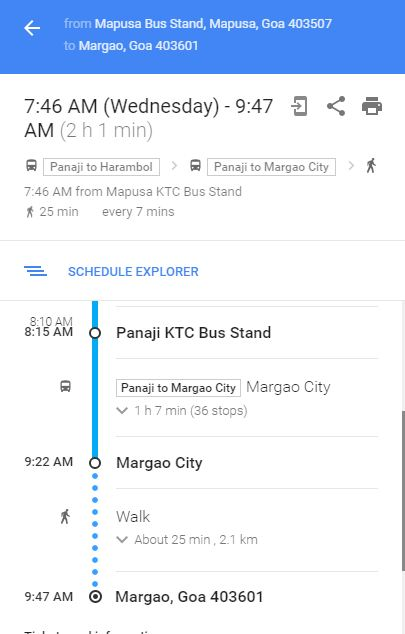 from Mapusa Bus Stand, Mapusa, Goa 403507
to Margao, Goa 403601
7:46 AM (Wednesday) - 9:47
AM (2 h 1 min)
Panaji to Harambol > Panaji to Margao City >
7:46 AM from Mapusa KTC Bus Stand
25 min every 7 mins
SCHEDULE EXPLORER
8:10 AM
8:15 AM Panaji KTC Bus Stand
Panaji to Margao City Margao City
1 h 7 min (36 stops)
9:22 AM Margao City
Walk
About 25 min , 2.1 km
9:47 AM Margao, Goa 403601